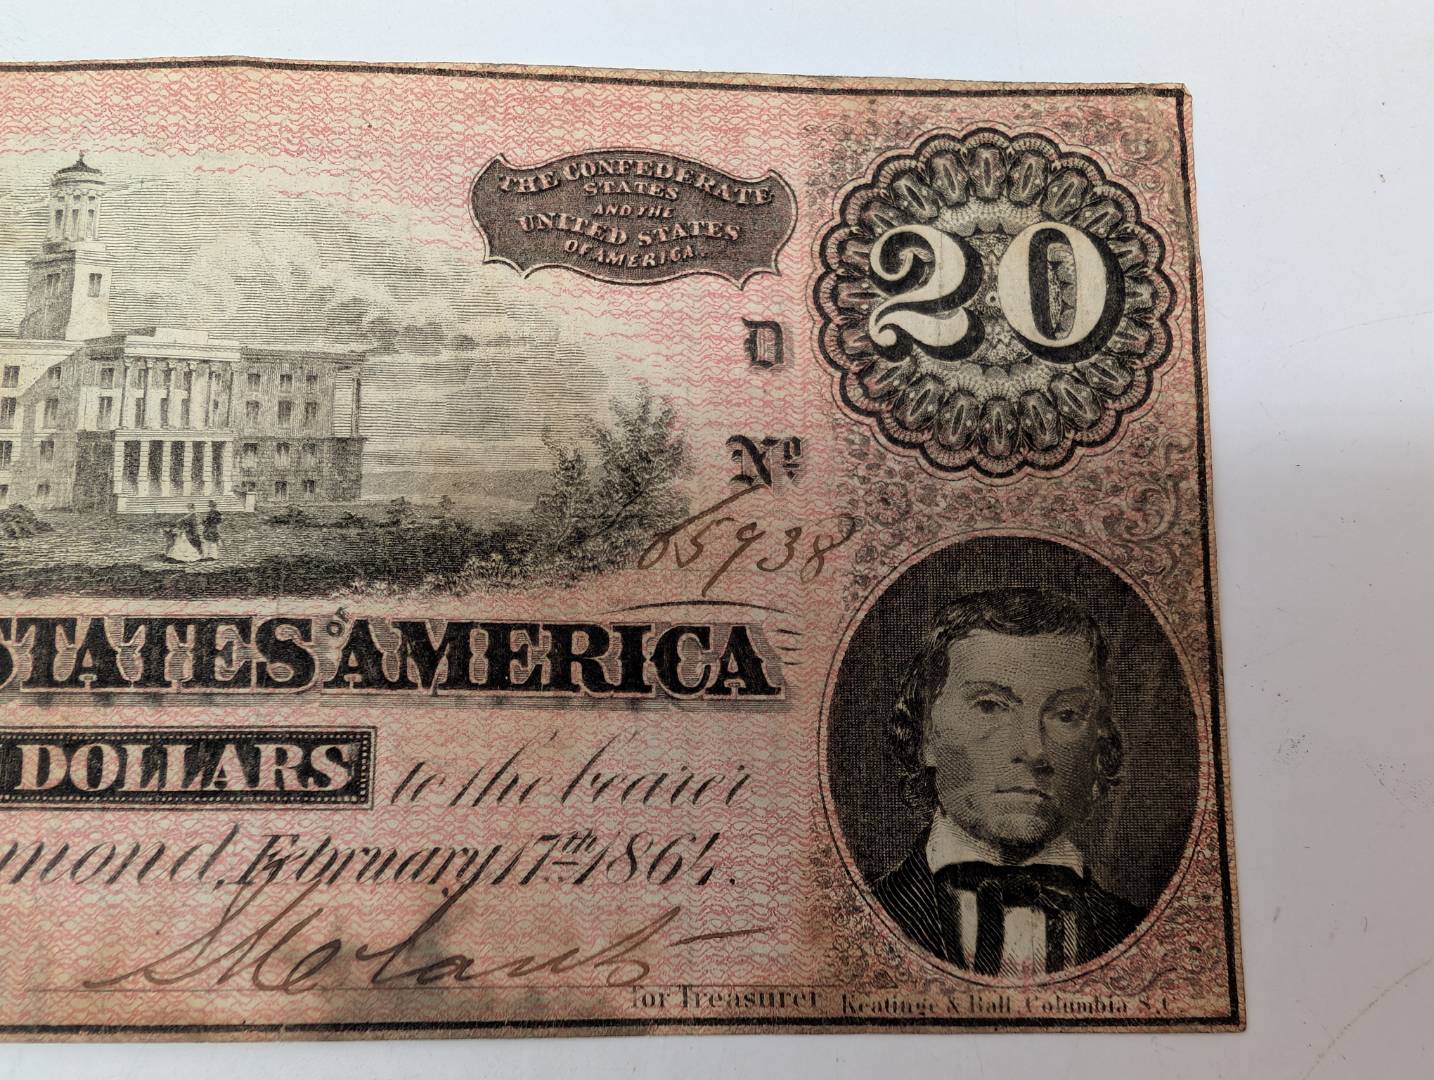 THE CONFEDERATE
STATES
AND THE
UNITED STATES
OF AMERICA.
20
D
No
65938
STATES OF AMERICA
DOLLARS to the bearer
mond, February 17th 1864.
for Treasurer
Keatinge & Ball, Columbia S.C.